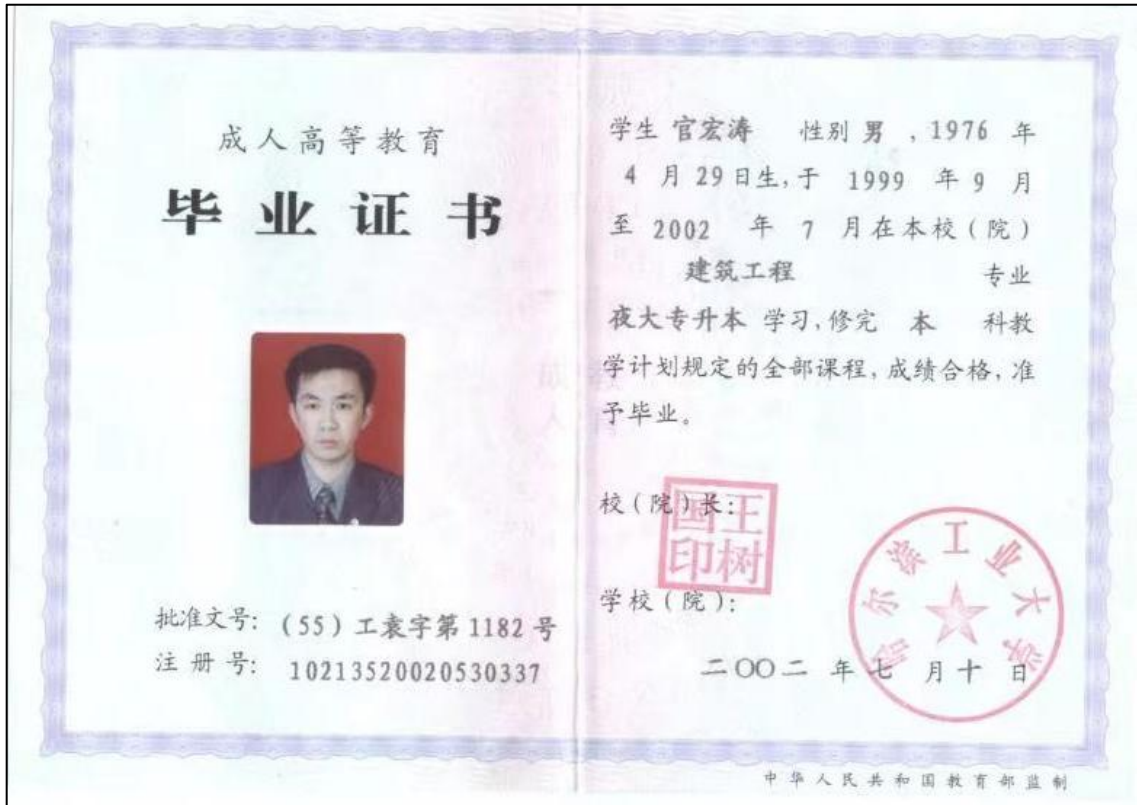 成人高等教育
毕业证书
批准文号: (55)工袁字第1182号
注册号: 10213520020530337
学生 官宏涛 性别 男 , 1976 年
4 月 29 日生, 于 1999 年 9 月
至 2002 年 7 月在本校(院)
建筑工程 专业
夜大专升本 学习, 修完 本 科教
学计划规定的全部课程, 成绩合格, 准
予毕业。
校(院)长:
王树国印
学校(院):
哈尔滨工业大学
二〇〇二 年 七 月 十 日
中华人民共和国教育部监制